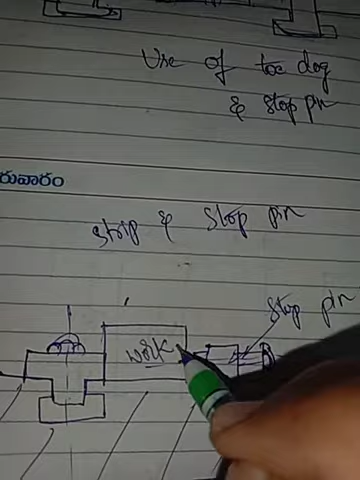 Use of toe dog
& stop pin
రువారం
strip & stop pin
stop pin
work